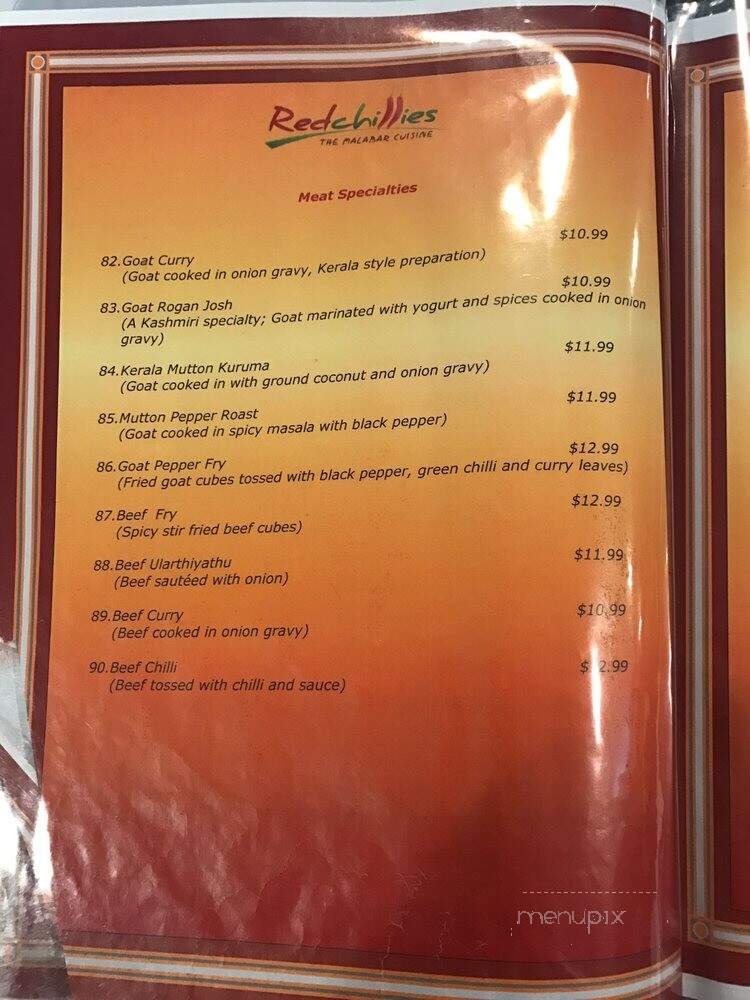 Redchillies
THE MALABAR CUISINE
Meat Specialties
82.Goat Curry $10.99
(Goat cooked in onion gravy, Kerala style preparation)
83.Goat Rogan Josh $10.99
(A Kashmiri specialty; Goat marinated with yogurt and spices cooked in onion
gravy)
84.Kerala Mutton Kuruma $11.99
(Goat cooked in with ground coconut and onion gravy)
85.Mutton Pepper Roast $11.99
(Goat cooked in spicy masala with black pepper)
86.Goat Pepper Fry $12.99
(Fried goat cubes tossed with black pepper, green chilli and curry leaves)
87.Beef Fry $12.99
(Spicy stir fried beef cubes)
88.Beef Ularthiyathu $11.99
(Beef sautéed with onion)
89.Beef Curry $10.99
(Beef cooked in onion gravy)
90.Beef Chilli
(Beef tossed with chilli and sauce)
menupix